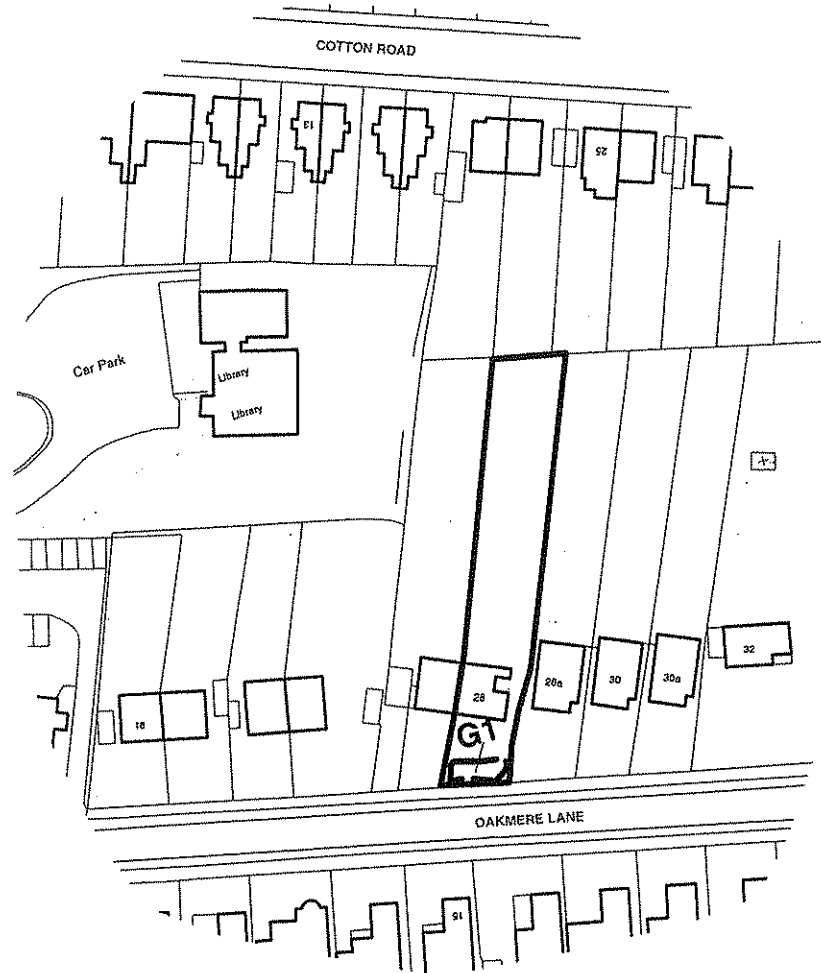 COTTON ROAD
13
25
Car Park
Library
Library
28
28a
30
30a
32
18
G1
OAKMERE LANE
15